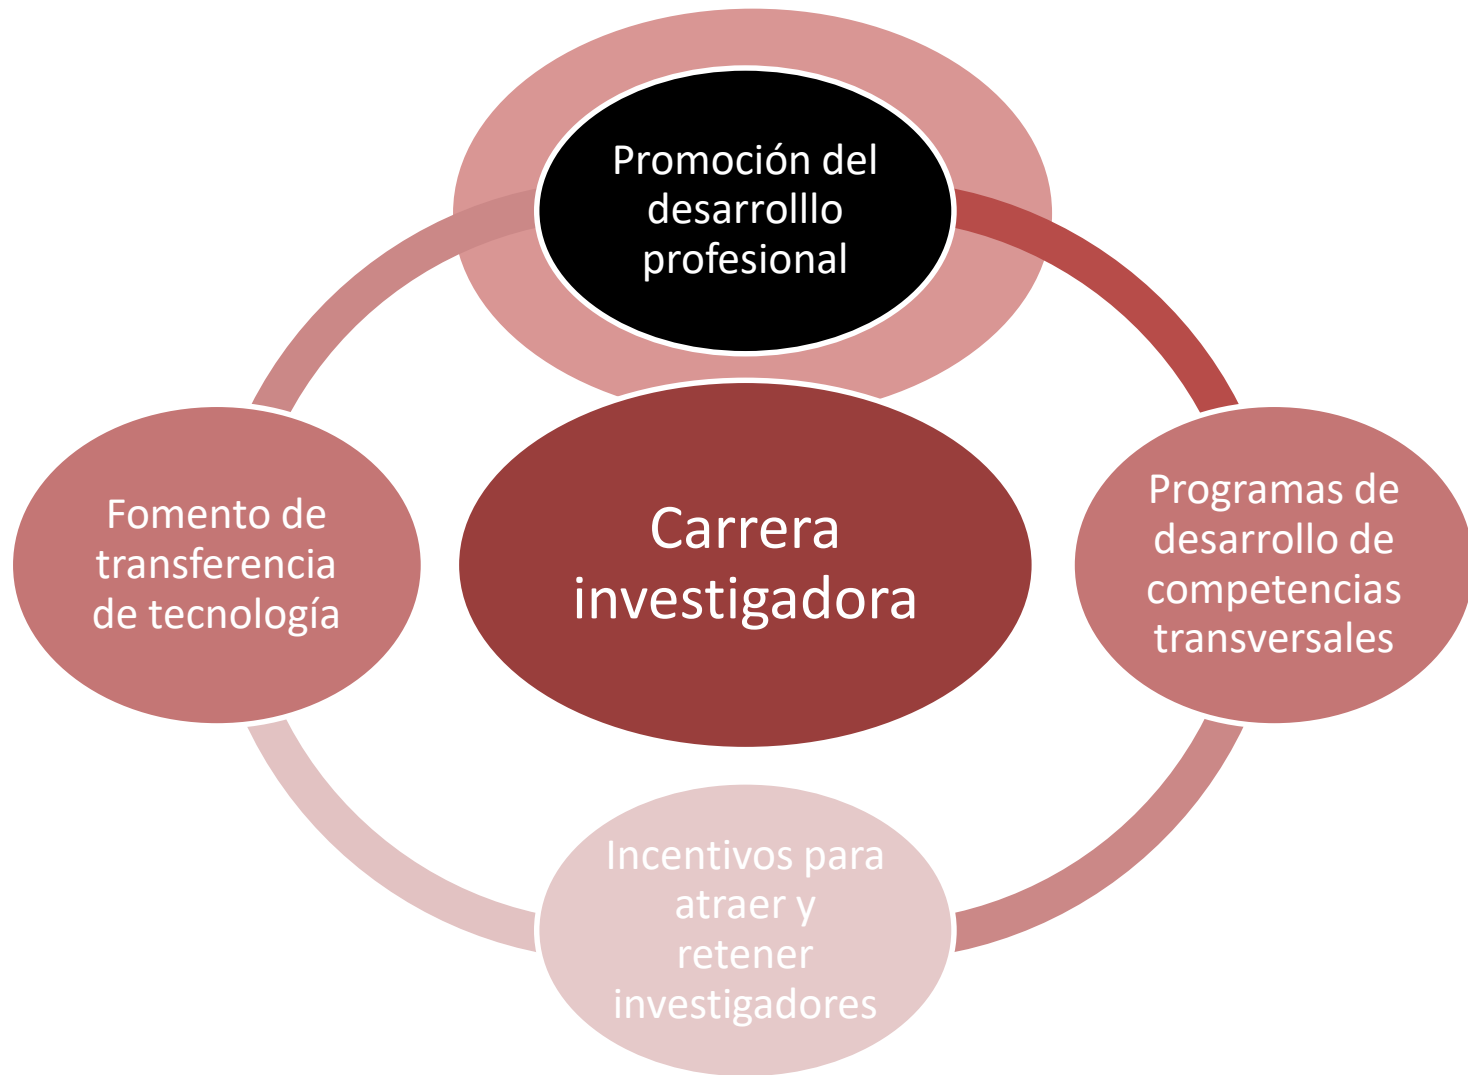 Promoción del
desarrolllo
profesional
Fomento de
transferencia
de tecnología
Carrera
investigadora
Programas de
desarrollo de
competencias
transversales
Incentivos para
atraer y
retener
investigadores